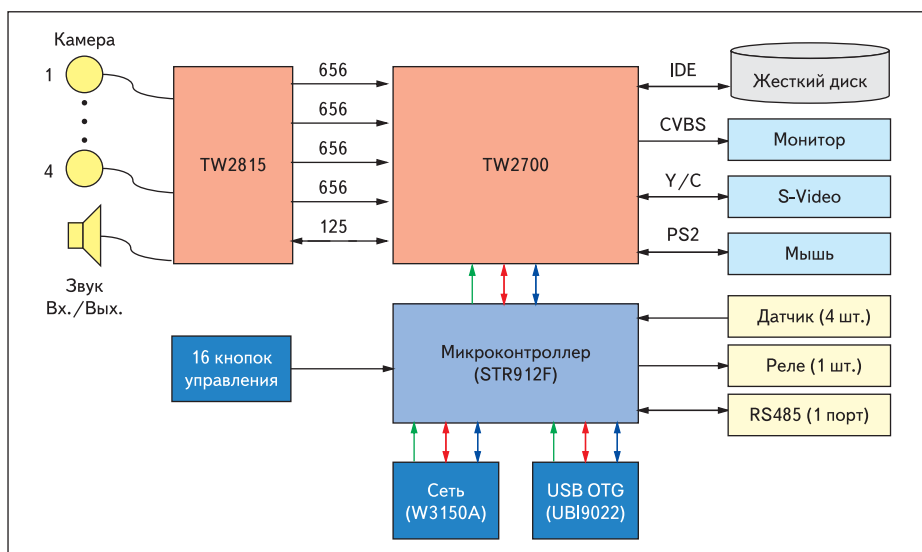 Камера
1
4
Звук
Вх./Вых.
TW2815
656
656
656
656
125
TW2700
IDE
CVBS
Y/C
PS2
Жесткий диск
Монитор
S-Video
Мышь
16 кнопок
управления
Микроконтроллер
(STR912F)
Датчик (4 шт.)
Реле (1 шт.)
RS485 (1 порт)
Сеть
(W3150A)
USB OTG
(UBI9022)